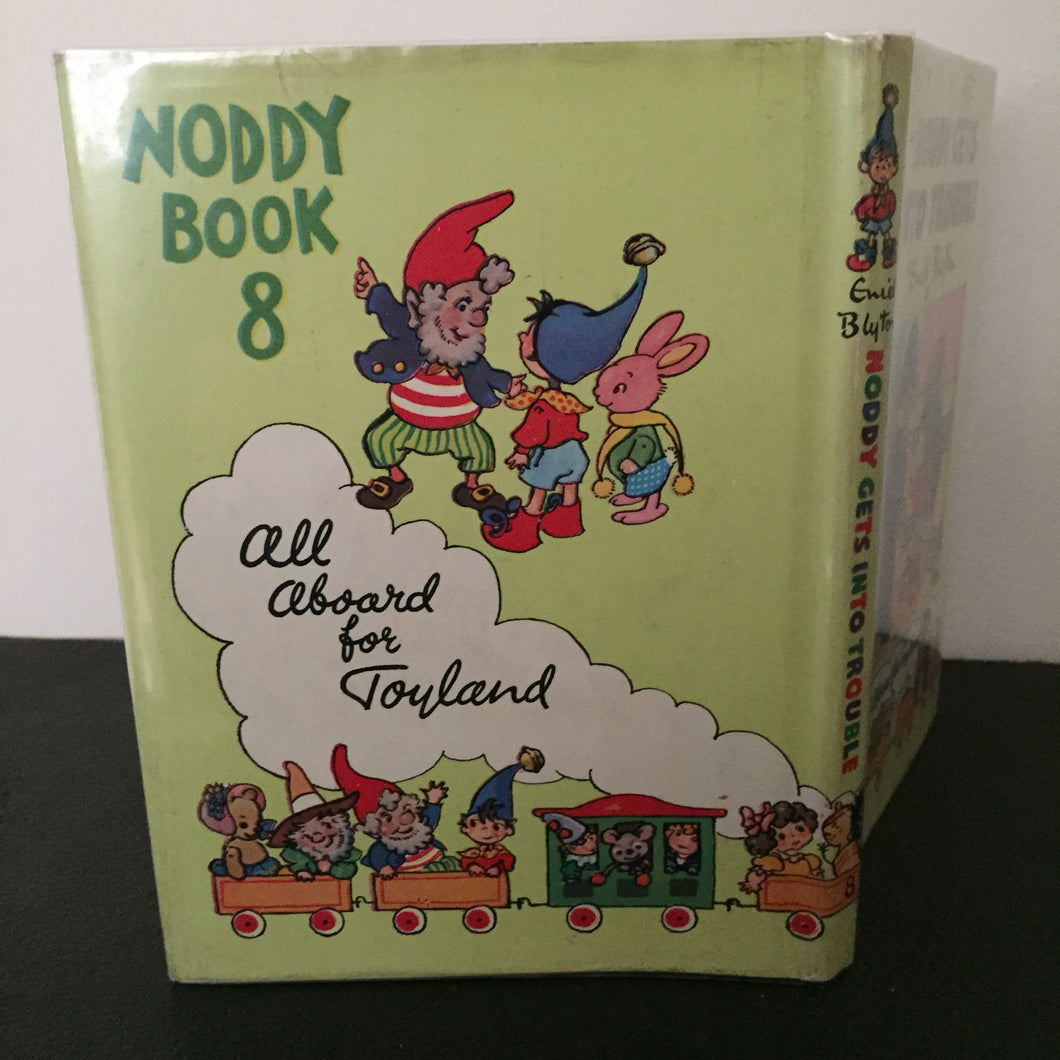 NODDY
BOOK
8
All
Aboard
for
Toyland
Enid
Blyton
NODDY GETS INTO TROUBLE
8